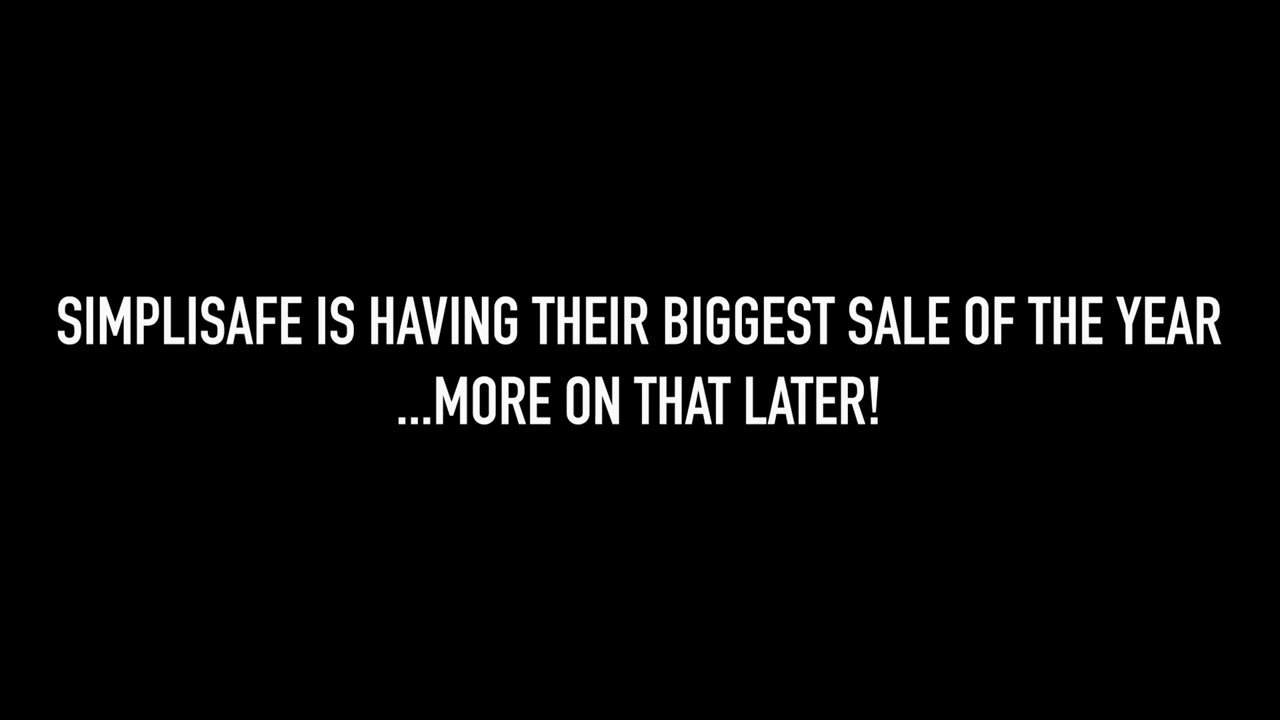 SIMPLISAFE IS HAVING THEIR BIGGEST SALE OF THE YEAR
...MORE ON THAT LATER!